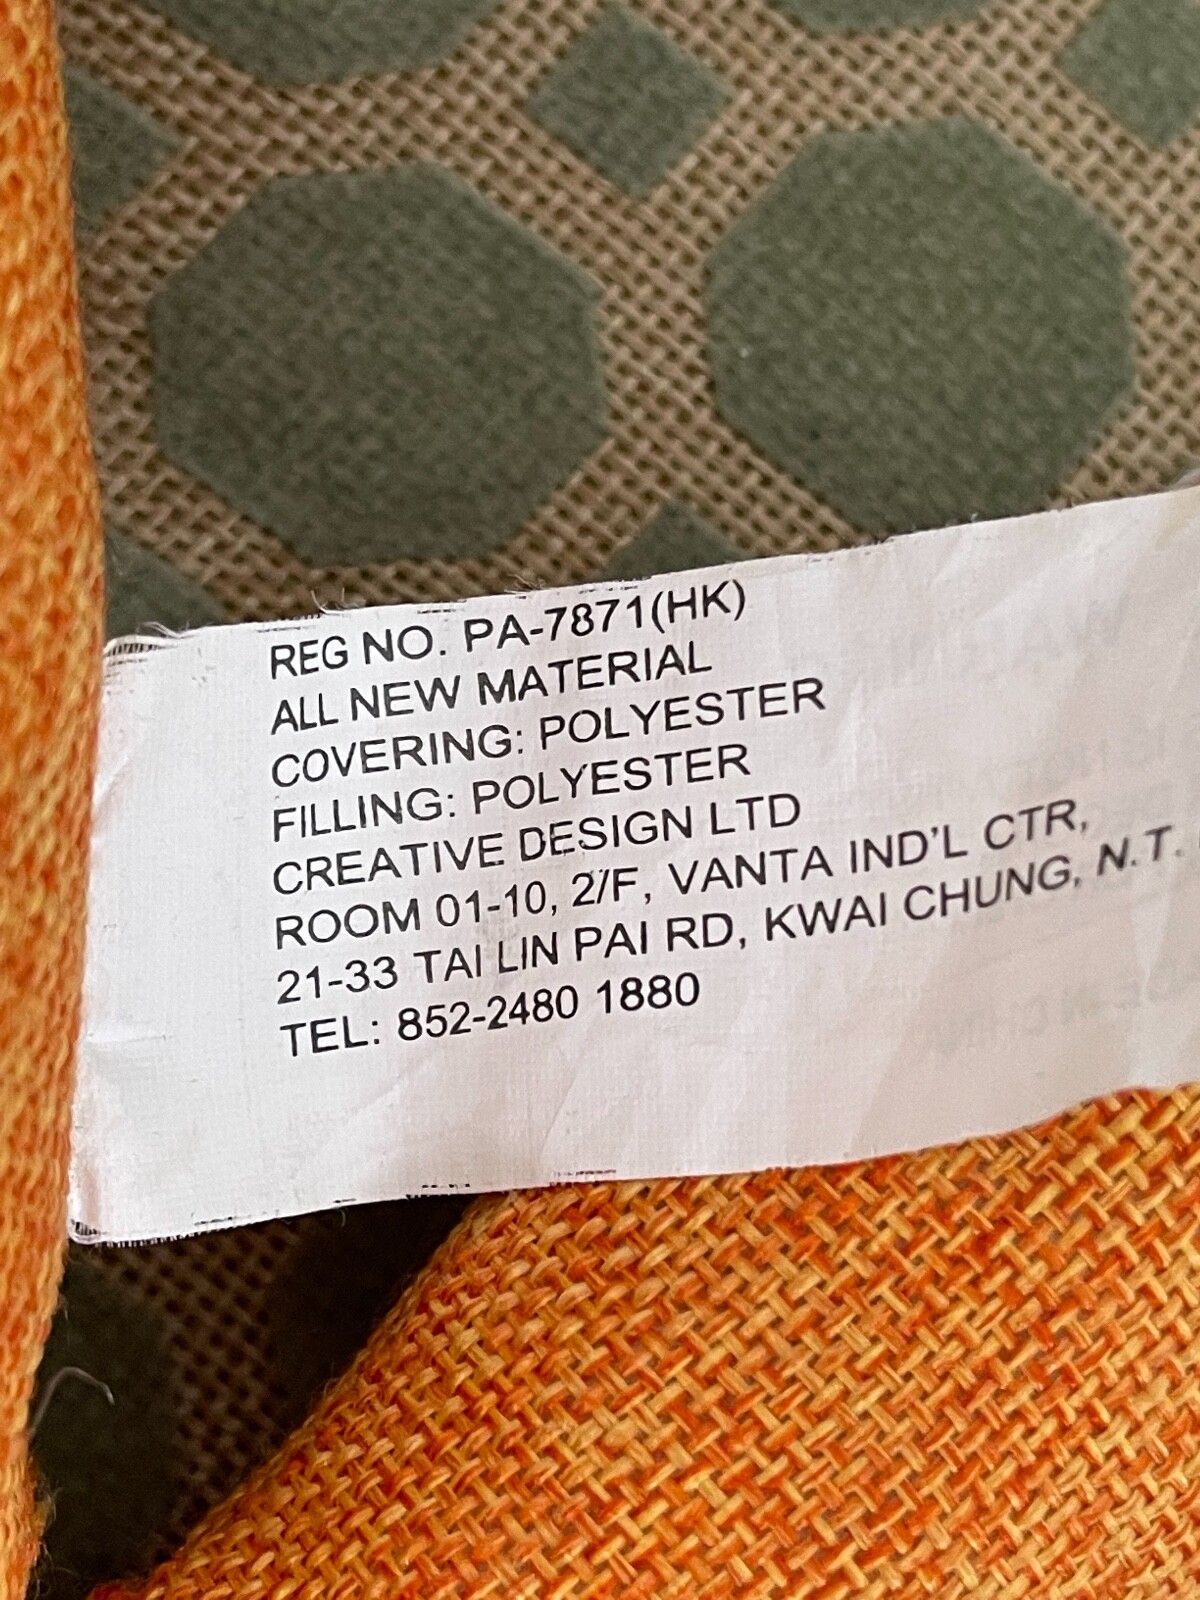 REG NO. PA-7871(HK)
ALL NEW MATERIAL
COVERING: POLYESTER
FILLING: POLYESTER
CREATIVE DESIGN LTD
ROOM 01-10, 2/F, VANTA IND'L CTR,
21-33 TAI LIN PAI RD, KWAI CHUNG, N.T.
TEL: 852-2480 1880